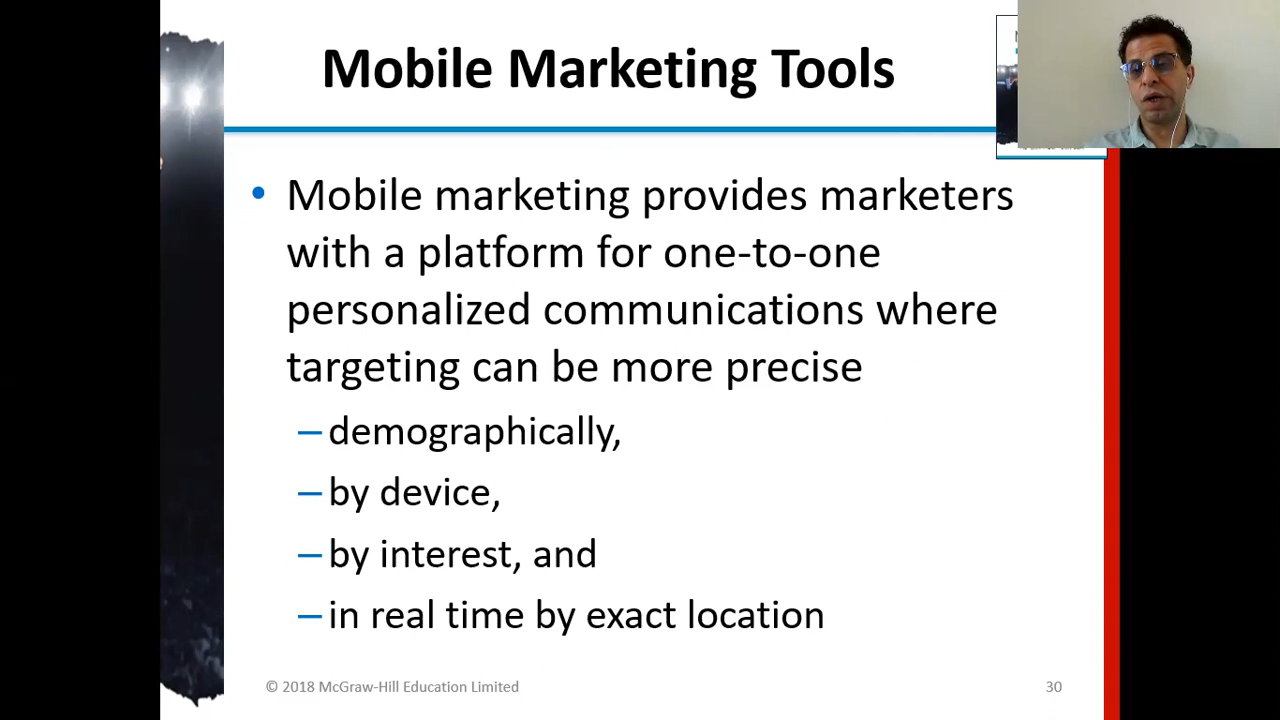 Mobile Marketing Tools
• Mobile marketing provides marketers
with a platform for one-to-one
personalized communications where
targeting can be more precise
–demographically,
–by device,
–by interest, and
–in real time by exact location
© 2018 McGraw-Hill Education Limited
30